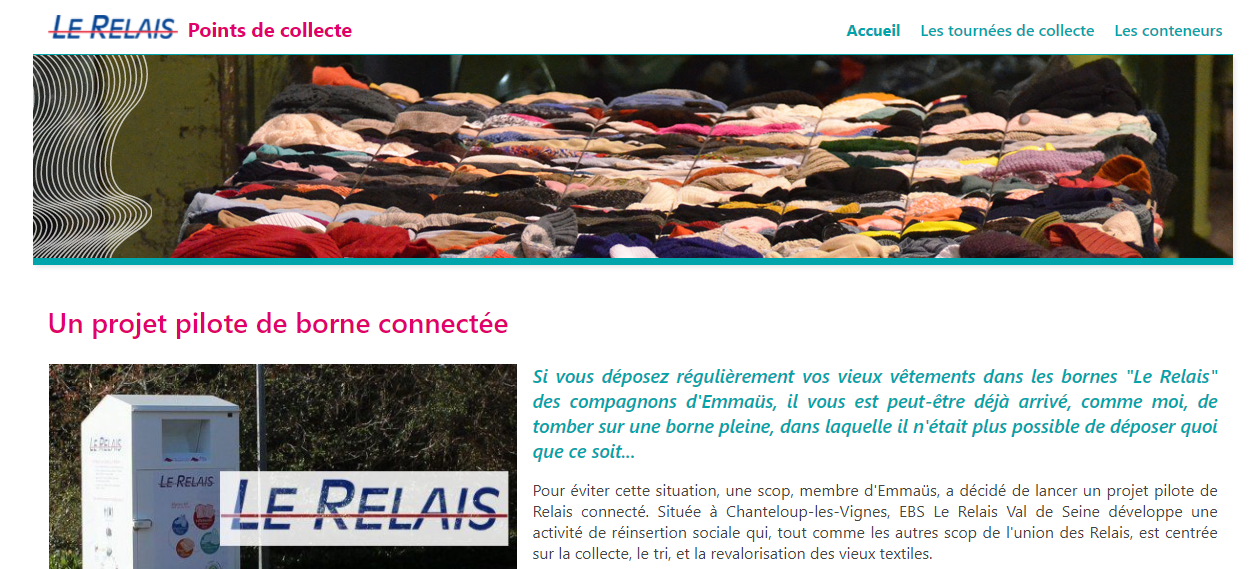 LE RELAIS Points de collecte Accueil Les tournées de collecte Les conteneurs
Un projet pilote de borne connectée
LE RELAIS
LE RELAIS
LE RELAIS
Si vous déposez régulièrement vos vieux vêtements dans les bornes "Le Relais"
des compagnons d'Emmaüs, il vous est peut-être déjà arrivé, comme moi, de
tomber sur une borne pleine, dans laquelle il n'était plus possible de déposer quoi
que ce soit...
Pour éviter cette situation, une scop, membre d'Emmaüs, a décidé de lancer un projet pilote de
Relais connecté. Située à Chanteloup-les-Vignes, EBS Le Relais Val de Seine développe une
activité de réinsertion sociale qui, tout comme les autres scop de l'union des Relais, est centrée
sur la collecte, le tri, et la revalorisation des vieux textiles.